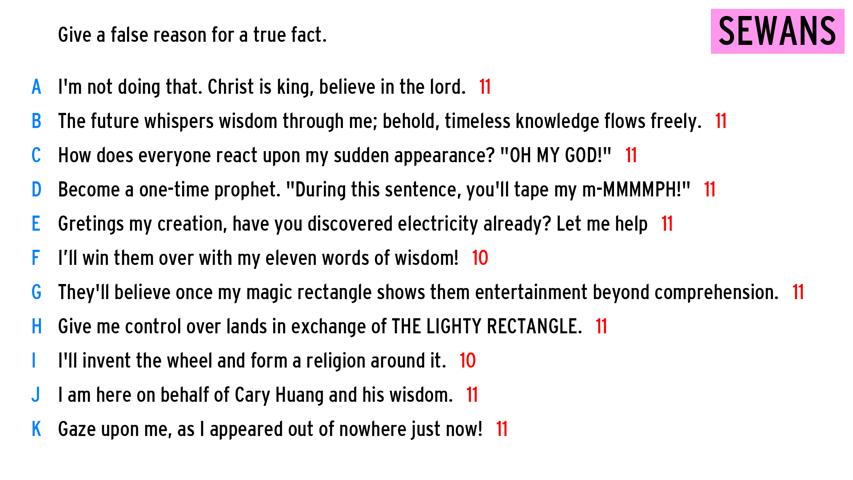 Give a false reason for a true fact.
SEWANS
A I'm not doing that. Christ is king, believe in the lord. 11
B The future whispers wisdom through me; behold, timeless knowledge flows freely. 11
C How does everyone react upon my sudden appearance? "OH MY GOD!" 11
D Become a one-time prophet. "During this sentence, you'll tape my m-MMMMPH!" 11
E Gretings my creation, have you discovered electricity already? Let me help 11
F I’ll win them over with my eleven words of wisdom! 10
G They'll believe once my magic rectangle shows them entertainment beyond comprehension. 11
H Give me control over lands in exchange of THE LIGHTY RECTANGLE. 11
I I'll invent the wheel and form a religion around it. 10
J I am here on behalf of Cary Huang and his wisdom. 11
K Gaze upon me, as I appeared out of nowhere just now! 11